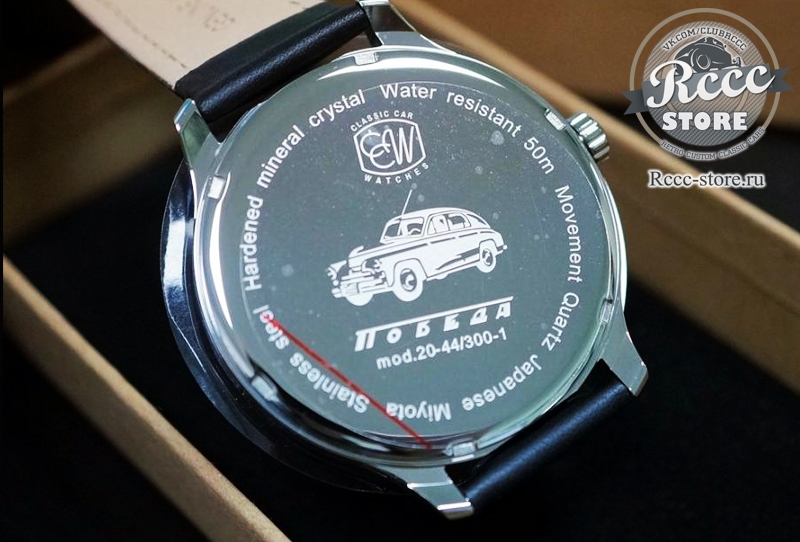 VK.COM/CLUBRCCC
Rccc
STORE
RETRO CUSTOM CLASSIC CARS
Rccc-store.ru
Hardened mineral crystal Water resistant 50m Movement Quartz Japanese Miyota Stainless steel
CLASSIC CAR
CCW
WATCHES
ПОБЕДА
mod.20-44/300-1